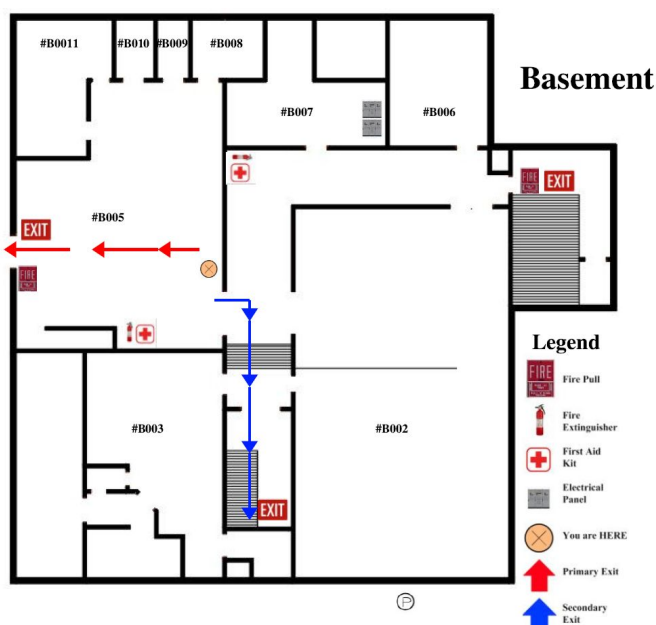 #B0011
#B010
#B009
#B008
Basement
#B007
#B006
FIRE
EXIT
#B005
EXIT
FIRE
Legend
FIRE
Fire Pull
Fire
Extinguisher
#B003
#B002
First Aid
Kit
Electrical
Panel
EXIT
You are HERE
Primary Exit
P
Secondary
Exit